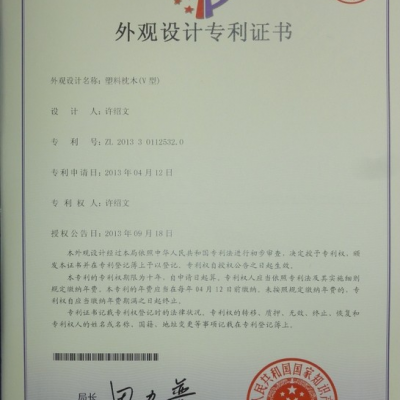 外观设计专利证书
外观设计名称:塑料枕木(V型)
设 计 人:许绍文
专 利 号:ZL 2013 3 0112532.0
专利申请日:2013年04月12日
专 利 权 人:许绍文
授权公告日:2013年09月18日
本外观设计经过本局依照中华人民共和国专利法进行初步审查,决定授予专利权,颁
发本证书并在专利登记簿上予以登记,专利权自授权公告之日起生效。
本专利的专利权期限为十年,自申请日起算。专利权人应当依照专利法及其实施细则
规定缴纳年费。本专利的年费应当在每年04月12日前缴纳。未按照规定缴纳年费的,专利
权自应当缴纳年费期满之日起终止。
专利证书记载专利权登记时的法律状况。专利权的转移、质押、无效、终止、恢复和
专利权人的姓名或名称、国籍、地址变更等事项记载在专利登记簿上。
局长
人民共和国国家知识产